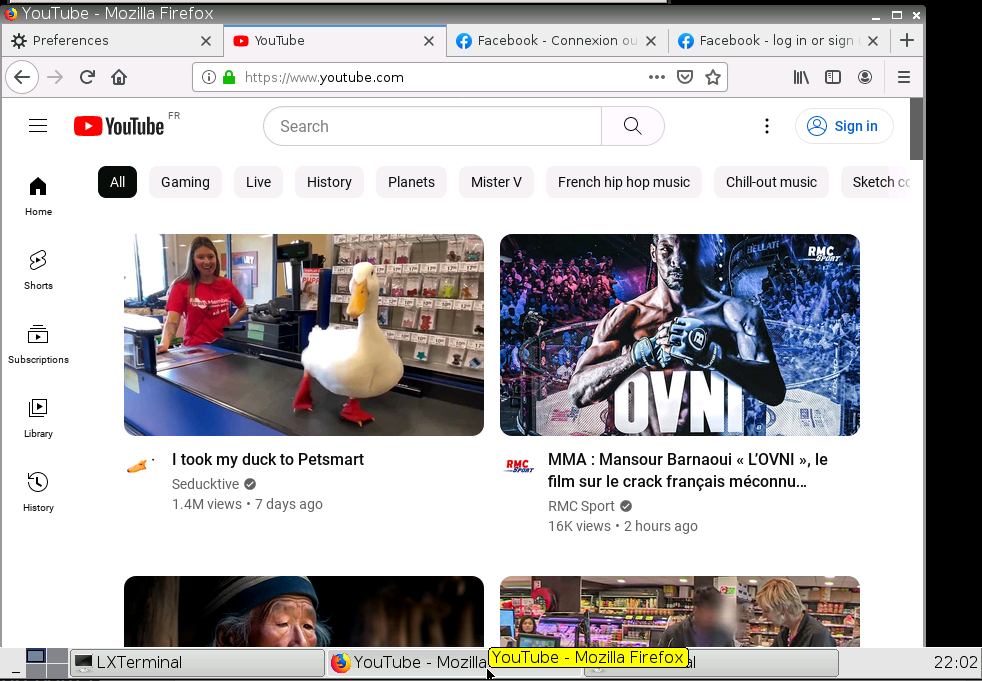 YouTube - Mozilla Firefox
Preferences
YouTube
Facebook - Connexion ou
Facebook - log in or sign
https://www.youtube.com
YouTube FR
Search
Sign in
All
Gaming
Live
History
Planets
Mister V
French hip hop music
Chill-out music
Sketch co
Home
Shorts
Subscriptions
Library
History
BELLATI
RMC SPORT
OVNI
I took my duck to Petsmart
Seducktive
1.4M views • 7 days ago
RMC SPORT
MMA : Mansour Barnaoui « L’OVNI », le
film sur le crack français méconnu...
RMC Sport
16K views • 2 hours ago
LXTerminal
YouTube - Mozilla
YouTube - Mozilla Firefox
al
22:02